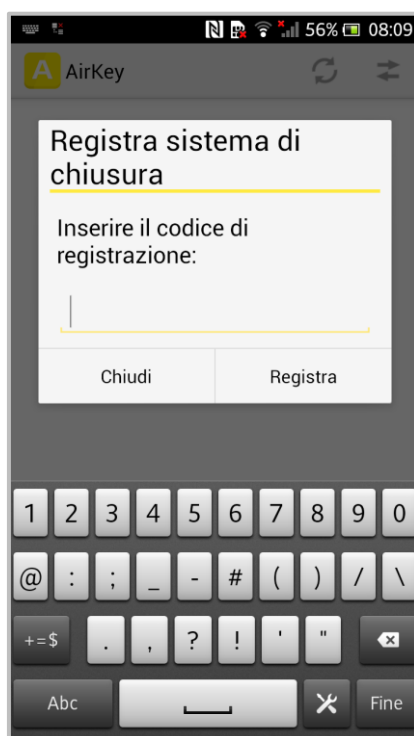 56% 08:09
A AirKey
Registra sistema di
chiusura
Inserire il codice di
registrazione:
Chiudi Registra
1 2 3 4 5 6 7 8 9 0
@ : ; _ - # ( ) / \
+=$ . , ? ! ' "
Abc Fine